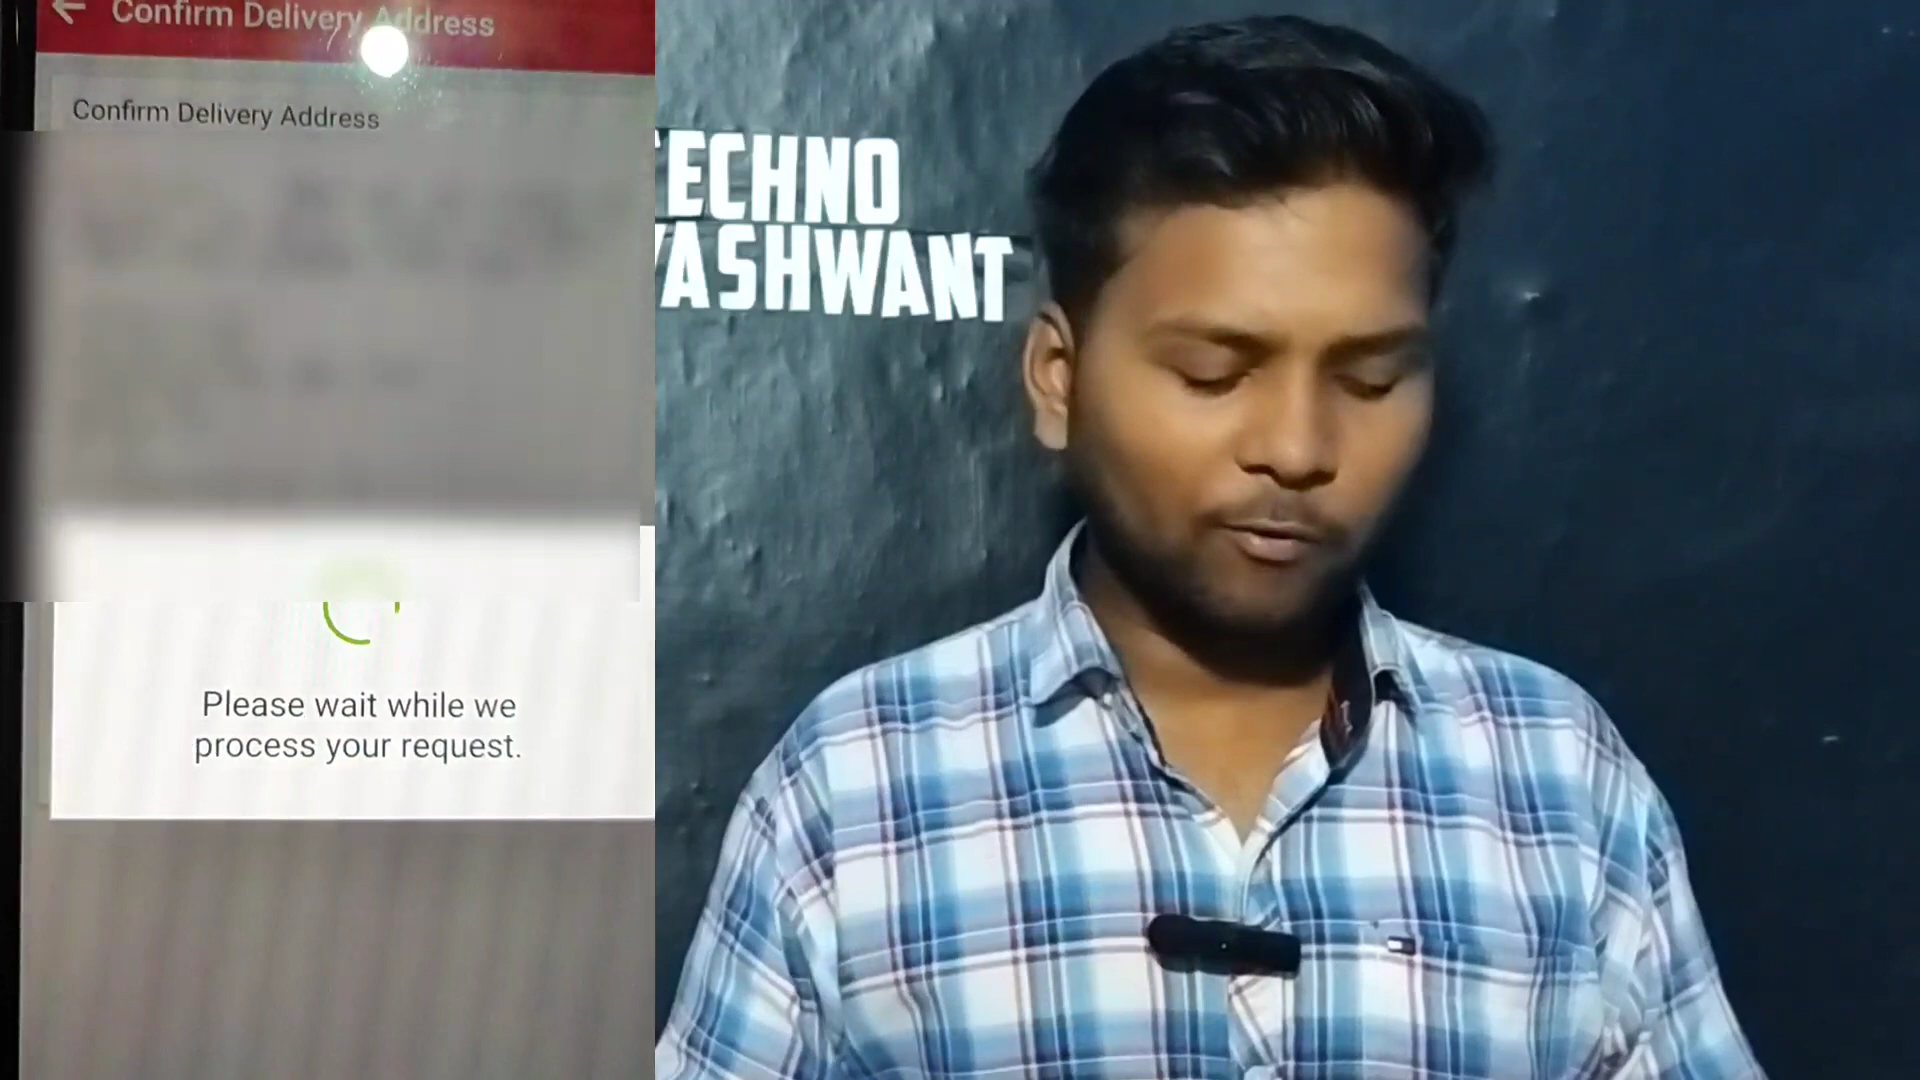 Confirm Delivery Address
Confirm Delivery Address
Please wait while we
process your request.
TECHNO
YASHWANT